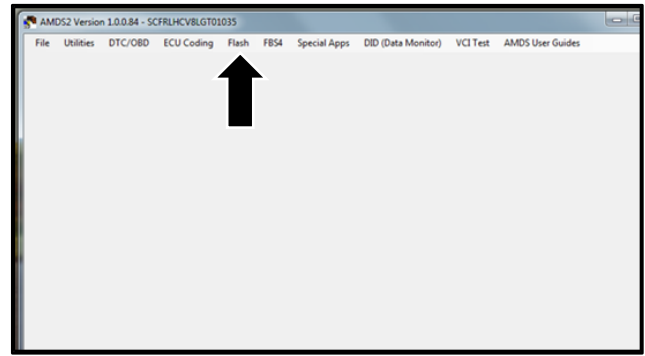 AMDS2 Version 1.0.0.84 - SCFRLHCV8LGT01035
File Utilities DTC/OBD ECU Coding Flash FBS4 Special Apps DID (Data Monitor) VCI Test AMDS User Guides